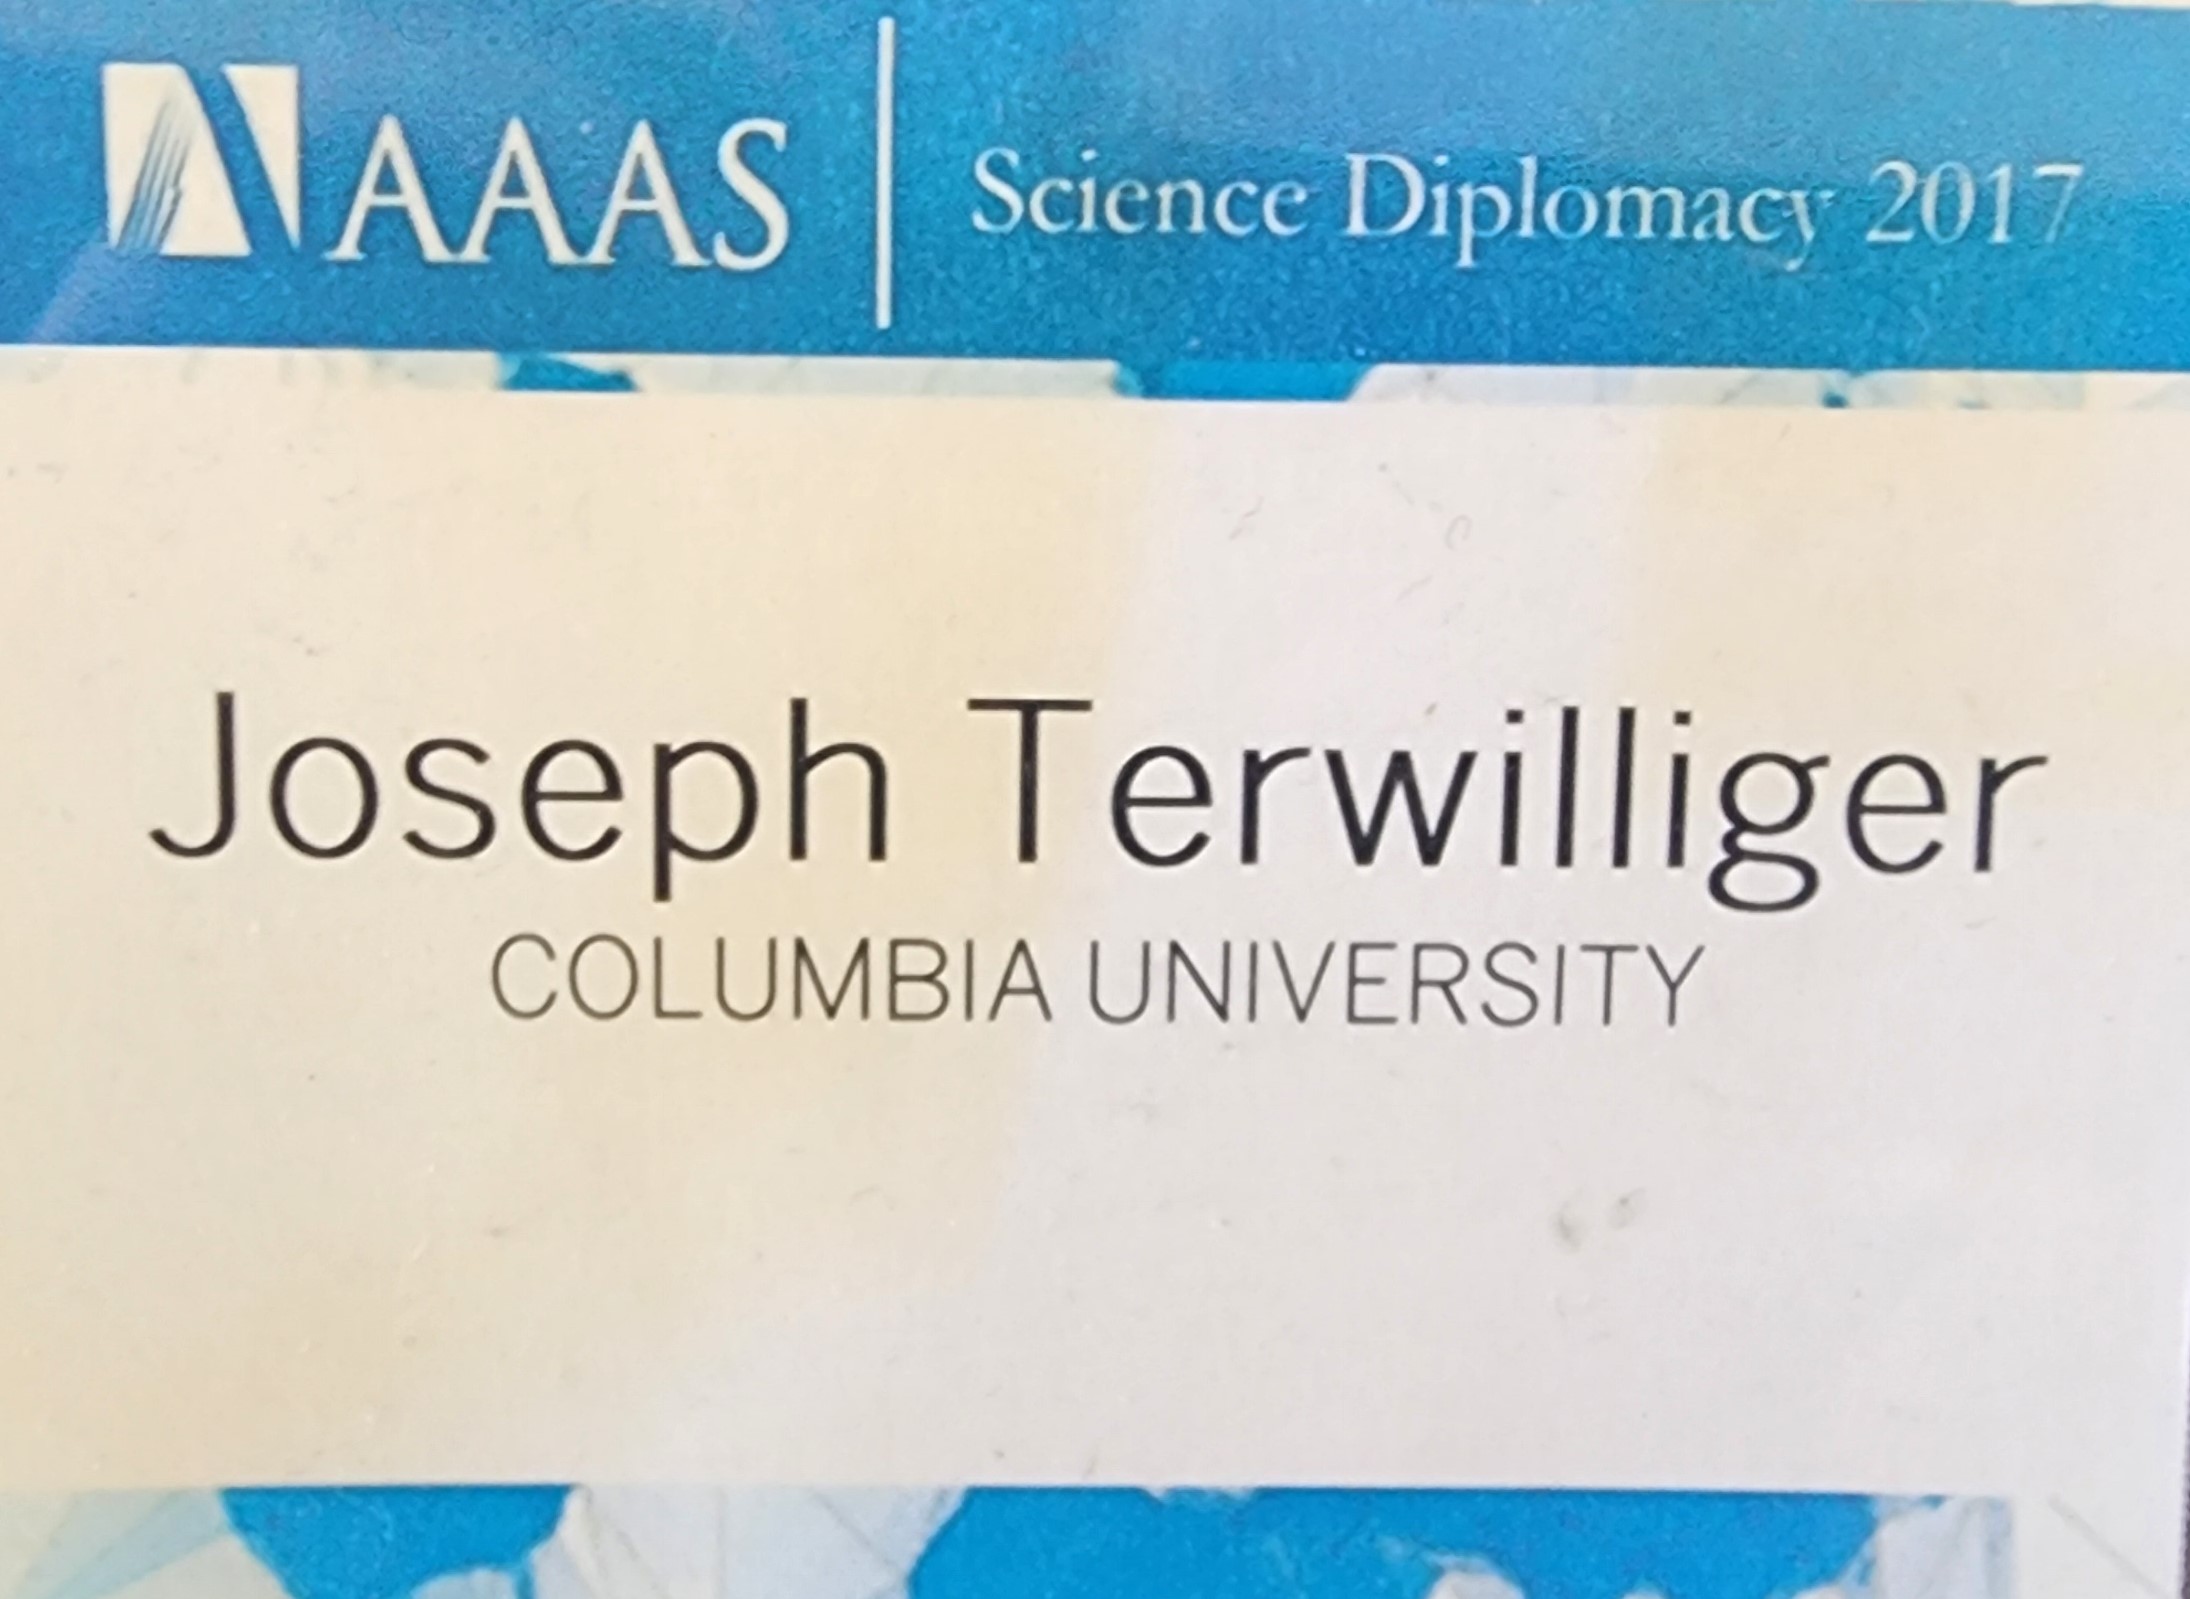 AAAS | Science Diplomacy 2017
Joseph Terwilliger
COLUMBIA UNIVERSITY